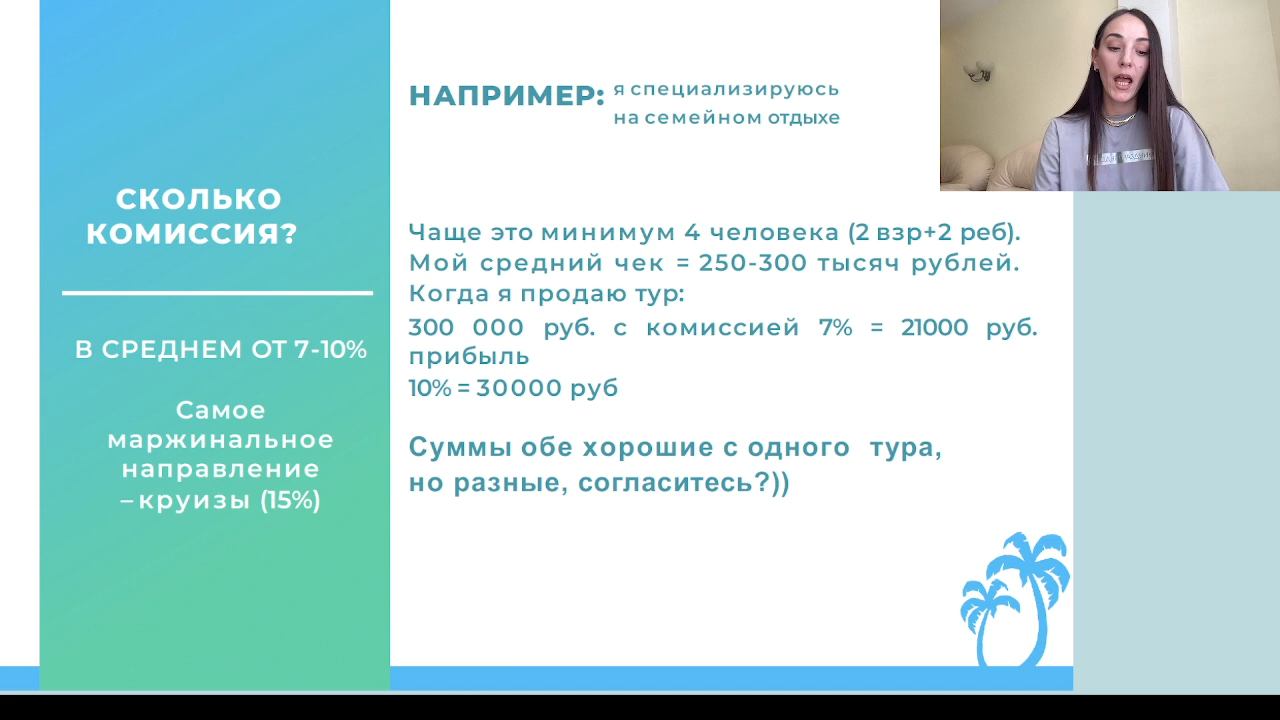 СКОЛЬКО
КОМИССИЯ?
В СРЕДНЕМ ОТ 7-10%
Самое
маржинальное
направление
– круизы (15%)
НАПРИМЕР: я специализируюсь
на семейном отдыхе
Чаще это минимум 4 человека (2 взр+2 реб).
Мой средний чек = 250-300 тысяч рублей.
Когда я продаю тур:
300 000 руб. с комиссией 7% = 21000 руб.
прибыль
10% = 30000 руб
Суммы обе хорошие с одного тура,
но разные, согласитесь?))